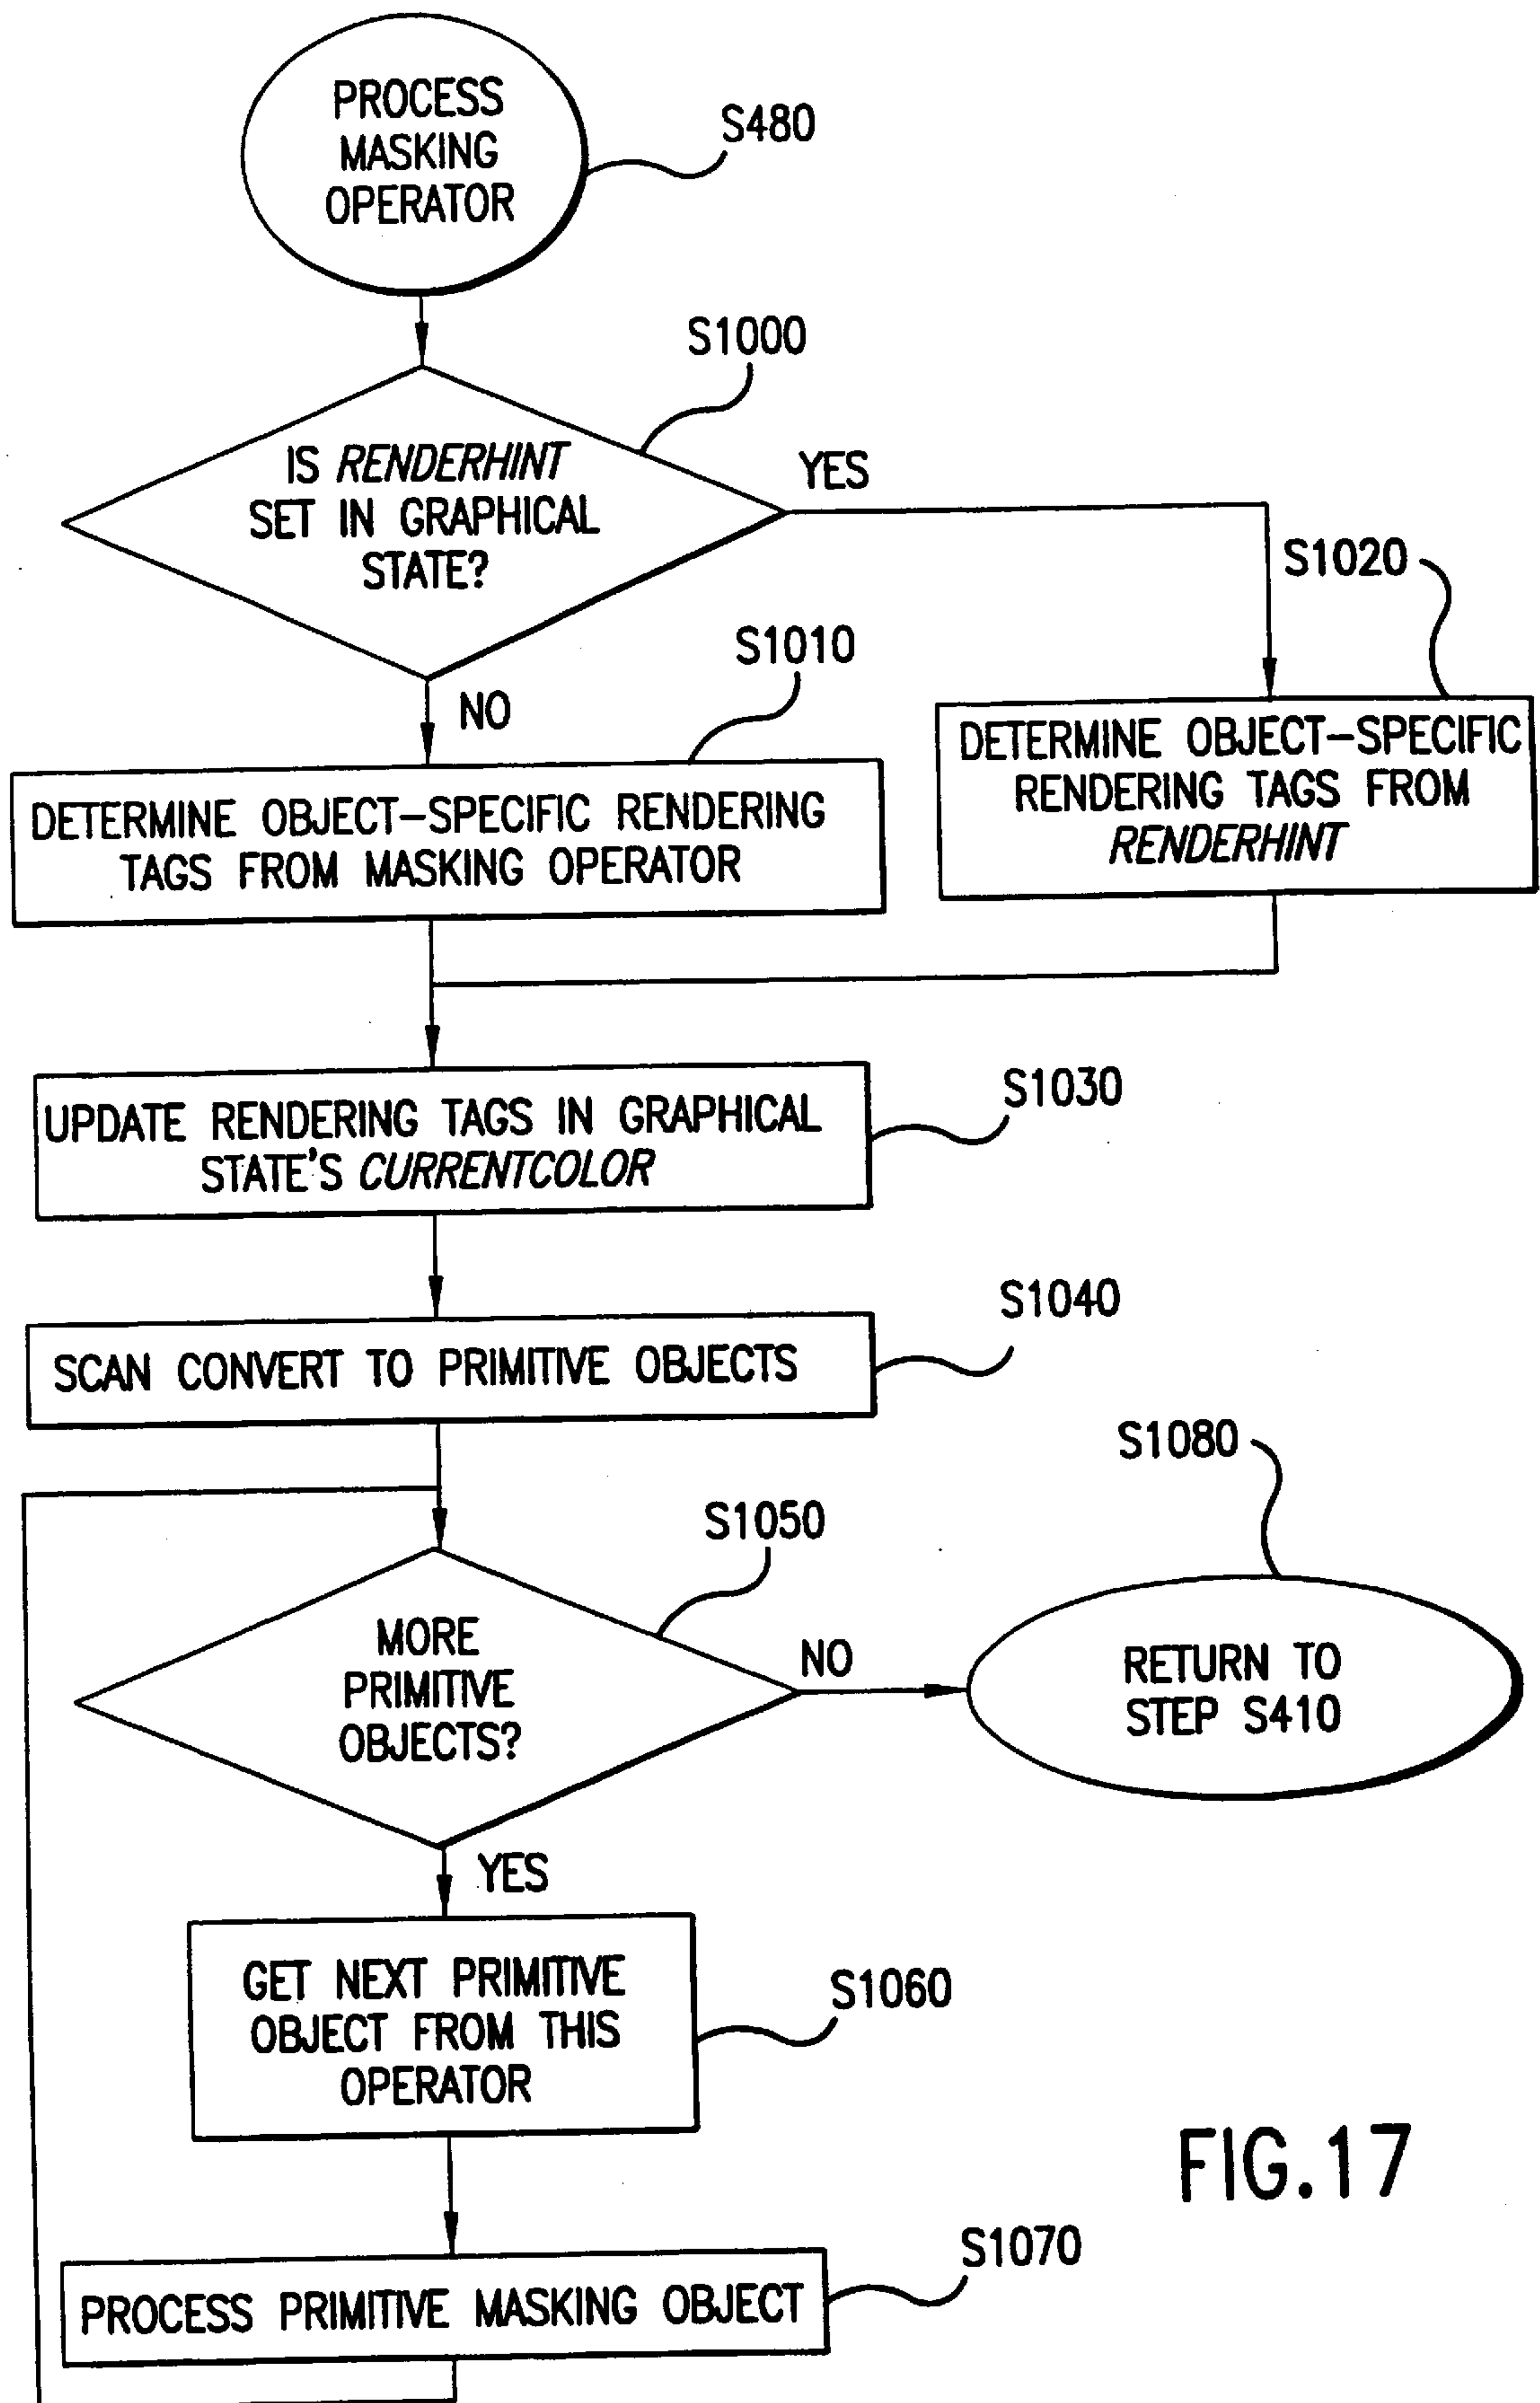 PROCESS
MASKING
OPERATOR
S480
S1000
IS RENDERHINT
SET IN GRAPHICAL
STATE?
YES
S1020
S1010
NO
DETERMINE OBJECT-SPECIFIC
RENDERING TAGS FROM
RENDERHINT
DETERMINE OBJECT-SPECIFIC RENDERING
TAGS FROM MASKING OPERATOR
S1030
UPDATE RENDERING TAGS IN GRAPHICAL
STATE'S CURRENTCOLOR
S1040
SCAN CONVERT TO PRIMITIVE OBJECTS
S1080
S1050
MORE
PRIMITIVE
OBJECTS?
NO
RETURN TO
STEP S410
YES
GET NEXT PRIMITIVE
OBJECT FROM THIS
OPERATOR
S1060
FIG.17
S1070
PROCESS PRIMITIVE MASKING OBJECT